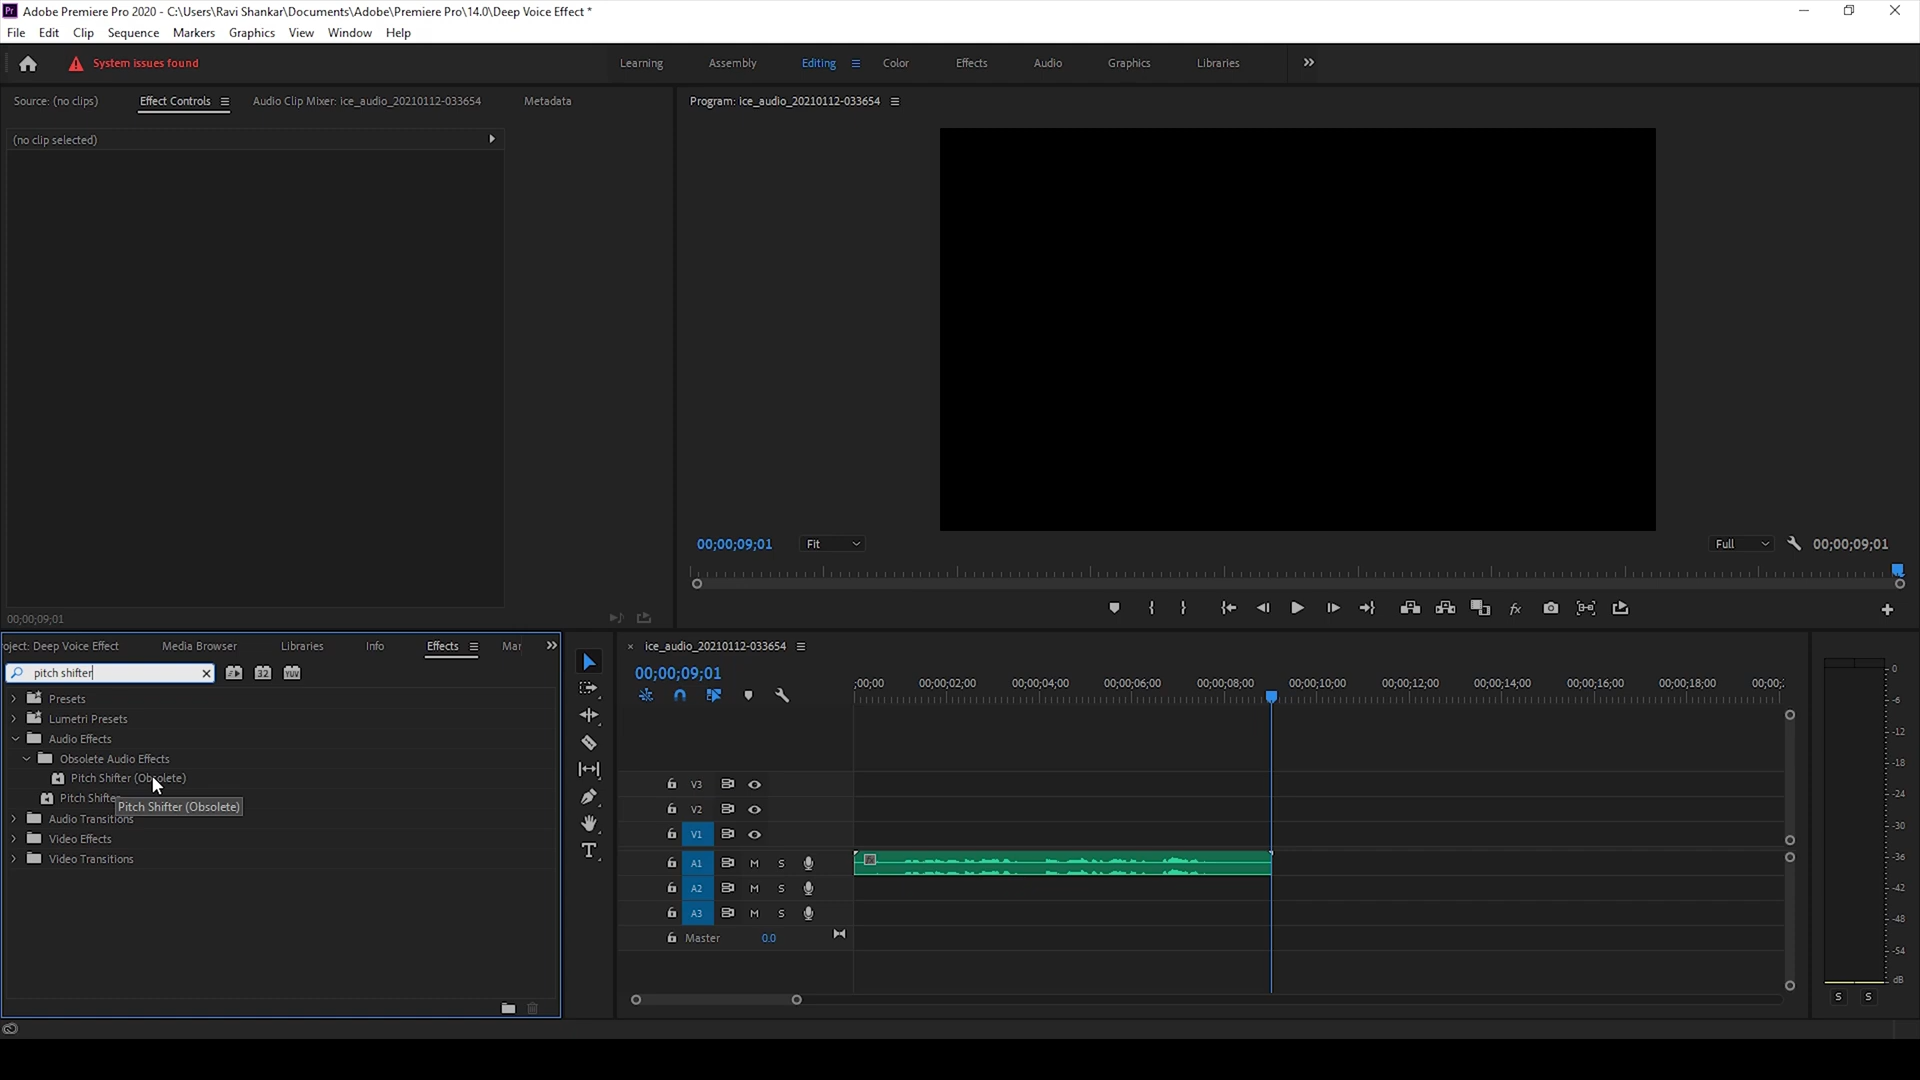 Pr Adobe Premiere Pro 2020 - C:\Users\Ravi Shankar\Documents\Adobe\Premiere Pro\14.0\Deep Voice Effect *
File Edit Clip Sequence Markers Graphics View Window Help
System issues found
Learning Assembly Editing Color Effects Audio Graphics Libraries
Source: (no clips) Effect Controls Audio Clip Mixer: ice_audio_20210112-033654 Metadata
Program: ice_audio_20210112-033654
(no clip selected)
00;00;09;01 Fit Full 00;00;09;01
00;00;09;01
oject: Deep Voice Effect Media Browser Libraries Info Effects Mar
ice_audio_20210112-033654
pitch shifter
32 YUV
00;00;09;01
;00;00 00;00;02;00 00;00;04;00 00;00;06;00 00;00;08;00 00;00;10;00 00;00;12;00 00;00;14;00 00;00;16;00 00;00;18;00 00;00;
Presets
Lumetri Presets
Audio Effects
Obsolete Audio Effects
Pitch Shifter (Obsolete)
Pitch Shifte
Pitch Shifter (Obsolete)
Audio Transitions
Video Effects
Video Transitions
V3
V2
V1
A1 M S
A2 M S
A3 M S
Master 0.0
0
-6
-12
-18
-24
-30
-36
-42
-48
-54
dB
S S